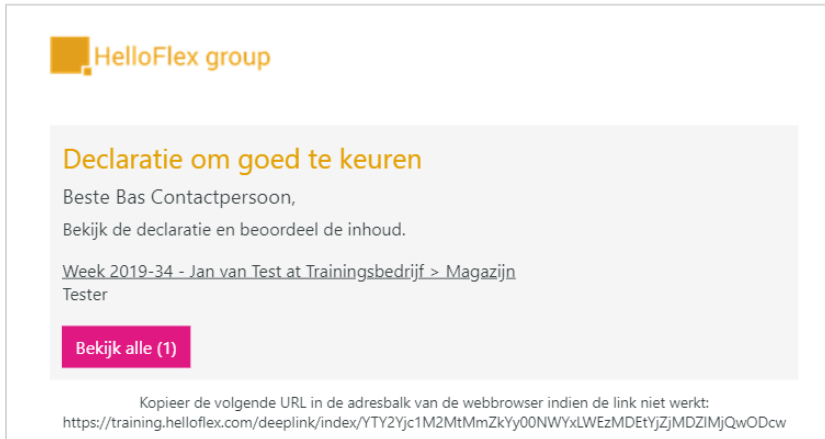 HelloFlex group
Declaratie om goed te keuren
Beste Bas Contactpersoon,
Bekijk de declaratie en beoordeel de inhoud.
Week 2019-34 - Jan van Test at Trainingsbedrijf > Magazijn
Tester
Bekijk alle (1)
Kopieer de volgende URL in de adresbalk van de webbrowser indien de link niet werkt:
https://training.helloflex.com/deeplink/index/YTY2Yjc1M2MtMmZkYy00NWYxLWEzMDEtYjZjMDZlMjQwODcw